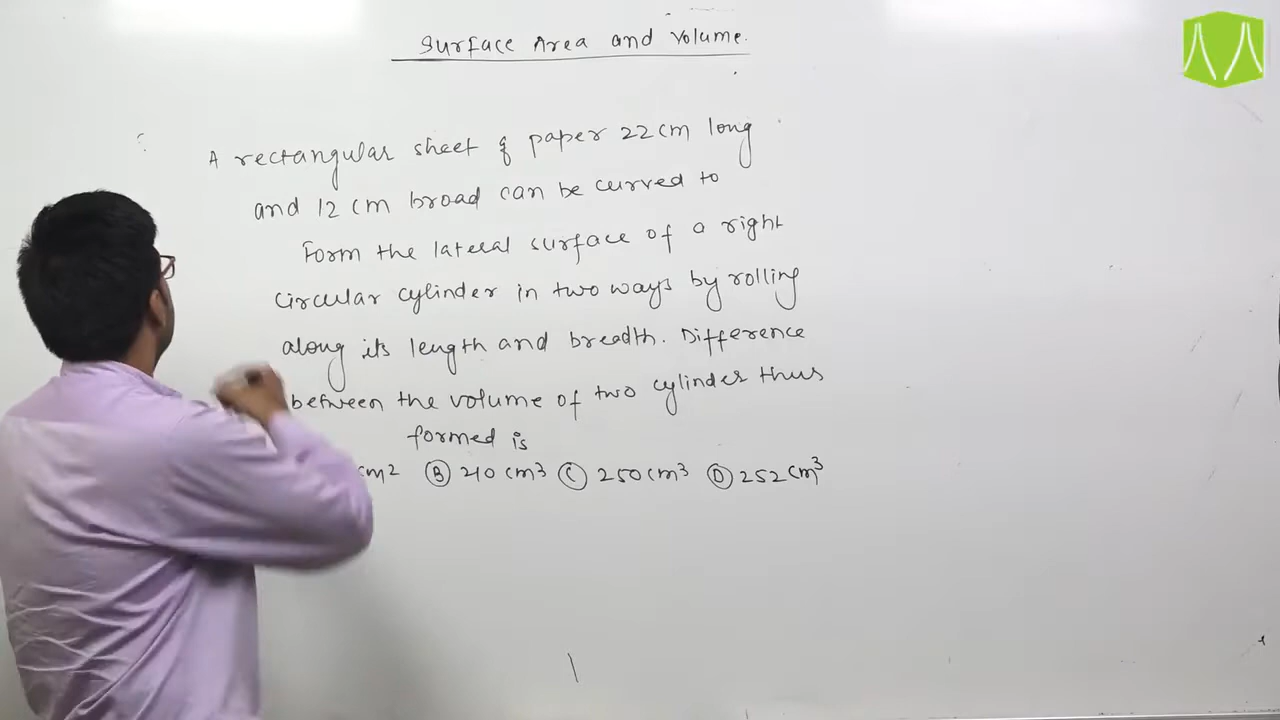 Surface Area and Volume.
A rectangular sheet of paper 22cm long
and 12 cm broad can be curved to
Form the lateral surface of a right
circular cylinder in two ways by rolling
along its length and breadth. Difference
between the volume of two cylinder thus
formed is
cm2 (B) 210 cm3 (C) 250 cm3 (D) 252 cm3